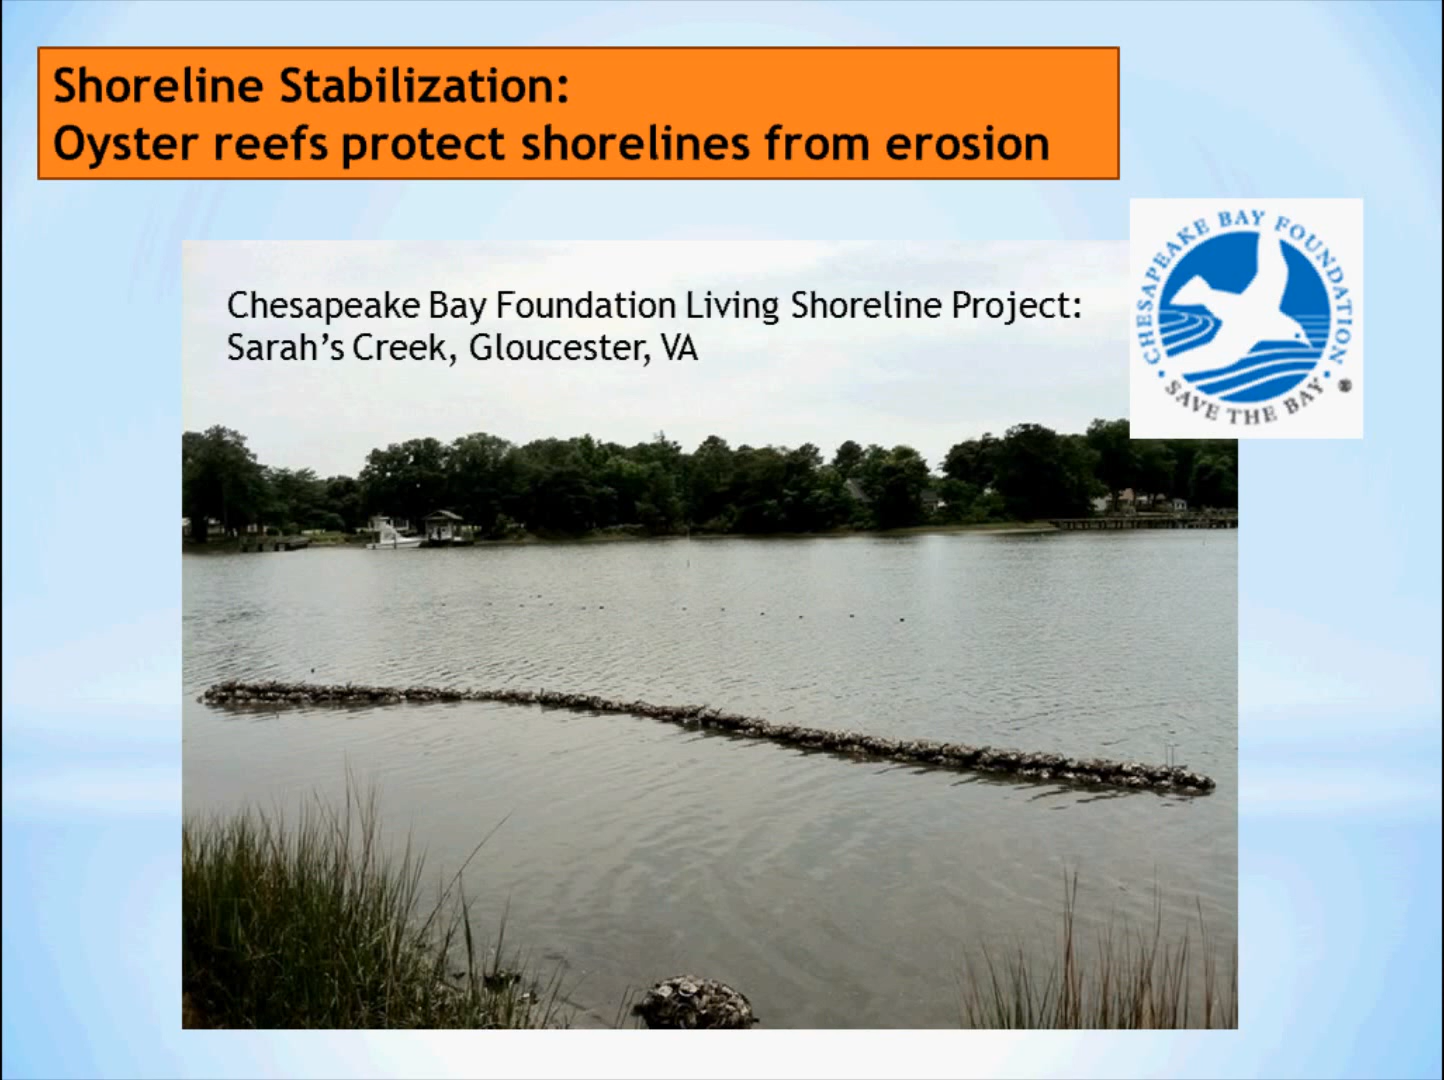 Shoreline Stabilization:
Oyster reefs protect shorelines from erosion
Chesapeake Bay Foundation Living Shoreline Project:
Sarah's Creek, Gloucester, VA
CHESAPEAKE BAY FOUNDATION
SAVE THE BAY
®